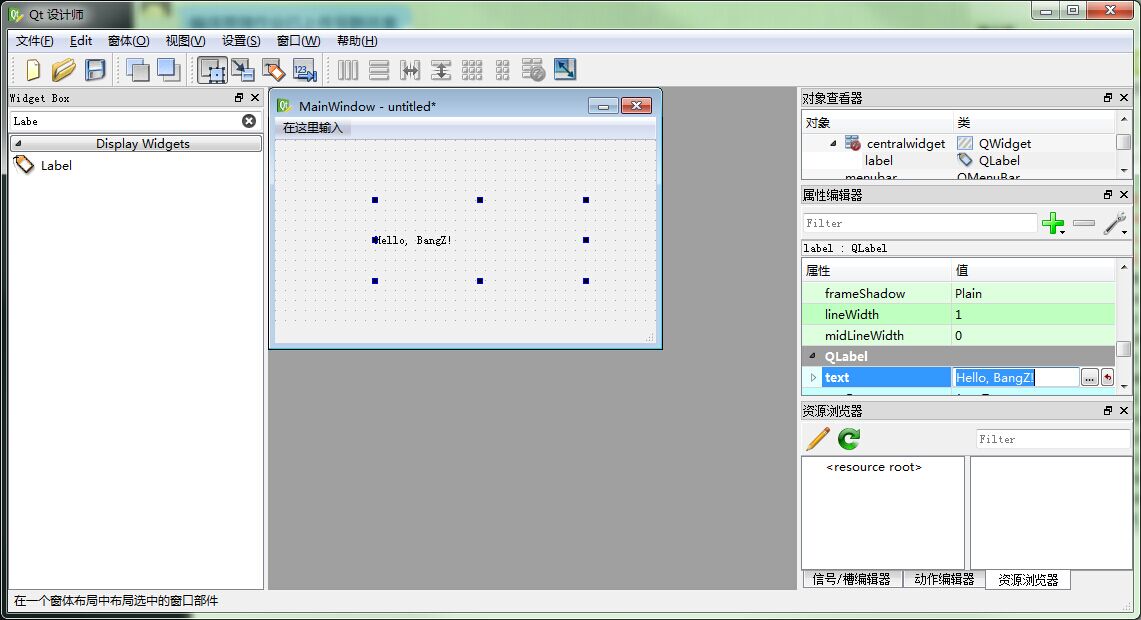 Qt 设计师
文件(F) Edit 窗体(O) 视图(V) 设置(S) 窗口(W) 帮助(H)
Widget Box
Labe
Display Widgets
Label
MainWindow - untitled*
在这里输入
Hello, BangZ!
对象查看器
对象 类
centralwidget QWidget
label QLabel
menubar QMenuBar
属性编辑器
Filter
label : QLabel
属性 值
frameShadow Plain
lineWidth 1
midLineWidth 0
QLabel
text Hello, BangZ! ...
资源浏览器
Filter
<resource root>
信号/槽编辑器 动作编辑器 资源浏览器
在一个窗体布局中布局选中的窗口部件